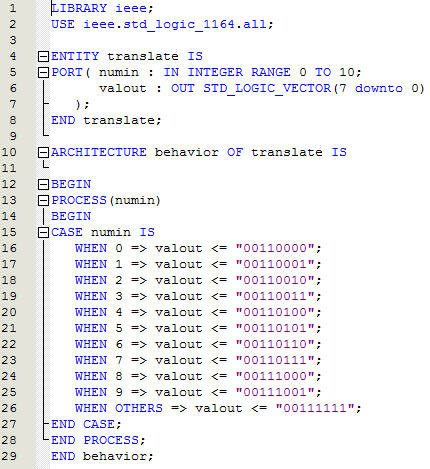 1 LIBRARY ieee;
2 USE ieee.std_logic_1164.all;
3
4 ENTITY translate IS
5 PORT( numin : IN INTEGER RANGE 0 TO 10;
6 valout : OUT STD_LOGIC_VECTOR(7 downto 0)
7 );
8 END translate;
9
10 ARCHITECTURE behavior OF translate IS
11
12 BEGIN
13 PROCESS(numin)
14 BEGIN
15 CASE numin IS
16 WHEN 0 => valout <= "00110000";
17 WHEN 1 => valout <= "00110001";
18 WHEN 2 => valout <= "00110010";
19 WHEN 3 => valout <= "00110011";
20 WHEN 4 => valout <= "00110100";
21 WHEN 5 => valout <= "00110101";
22 WHEN 6 => valout <= "00110110";
23 WHEN 7 => valout <= "00110111";
24 WHEN 8 => valout <= "00111000";
25 WHEN 9 => valout <= "00111001";
26 WHEN OTHERS => valout <= "00111111";
27 END CASE;
28 END PROCESS;
29 END behavior;